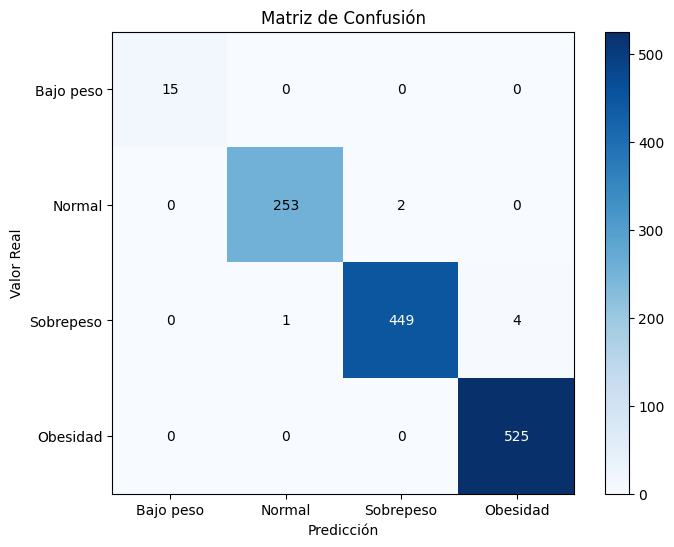 Matriz de Confusión
Valor Real
Bajo peso 15 0 0 0
Normal 0 253 2 0
Sobrepeso 0 1 449 4
Obesidad 0 0 0 525
Bajo peso Normal Sobrepeso Obesidad
Predicción
500
400
300
200
100
0